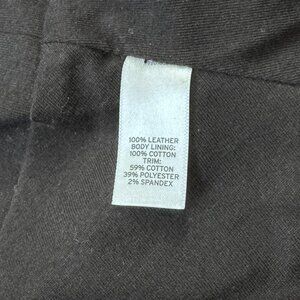 100% LEATHER
BODY LINING:
100% COTTON
TRIM:
59% COTTON
39% POLYESTER
2% SPANDEX